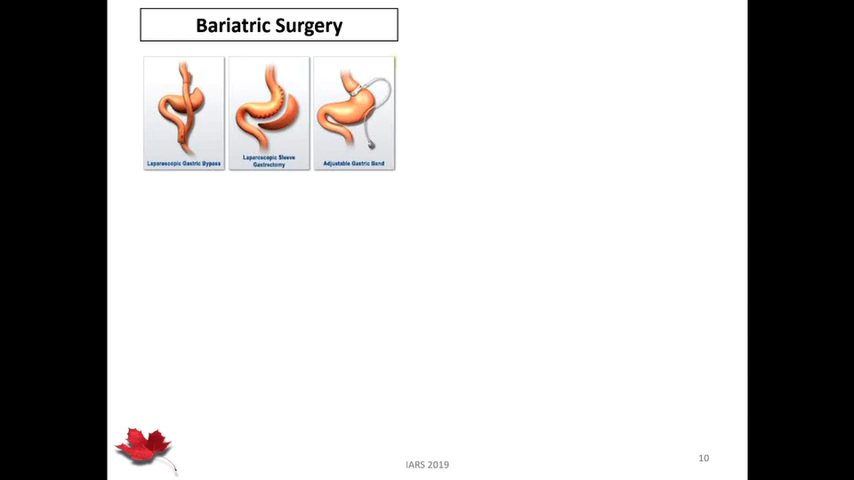 Bariatric Surgery
Laparoscopic Gastric Bypass
Laparoscopic Sleeve
Gastrectomy
Adjustable Gastric Band
IARS 2019
10